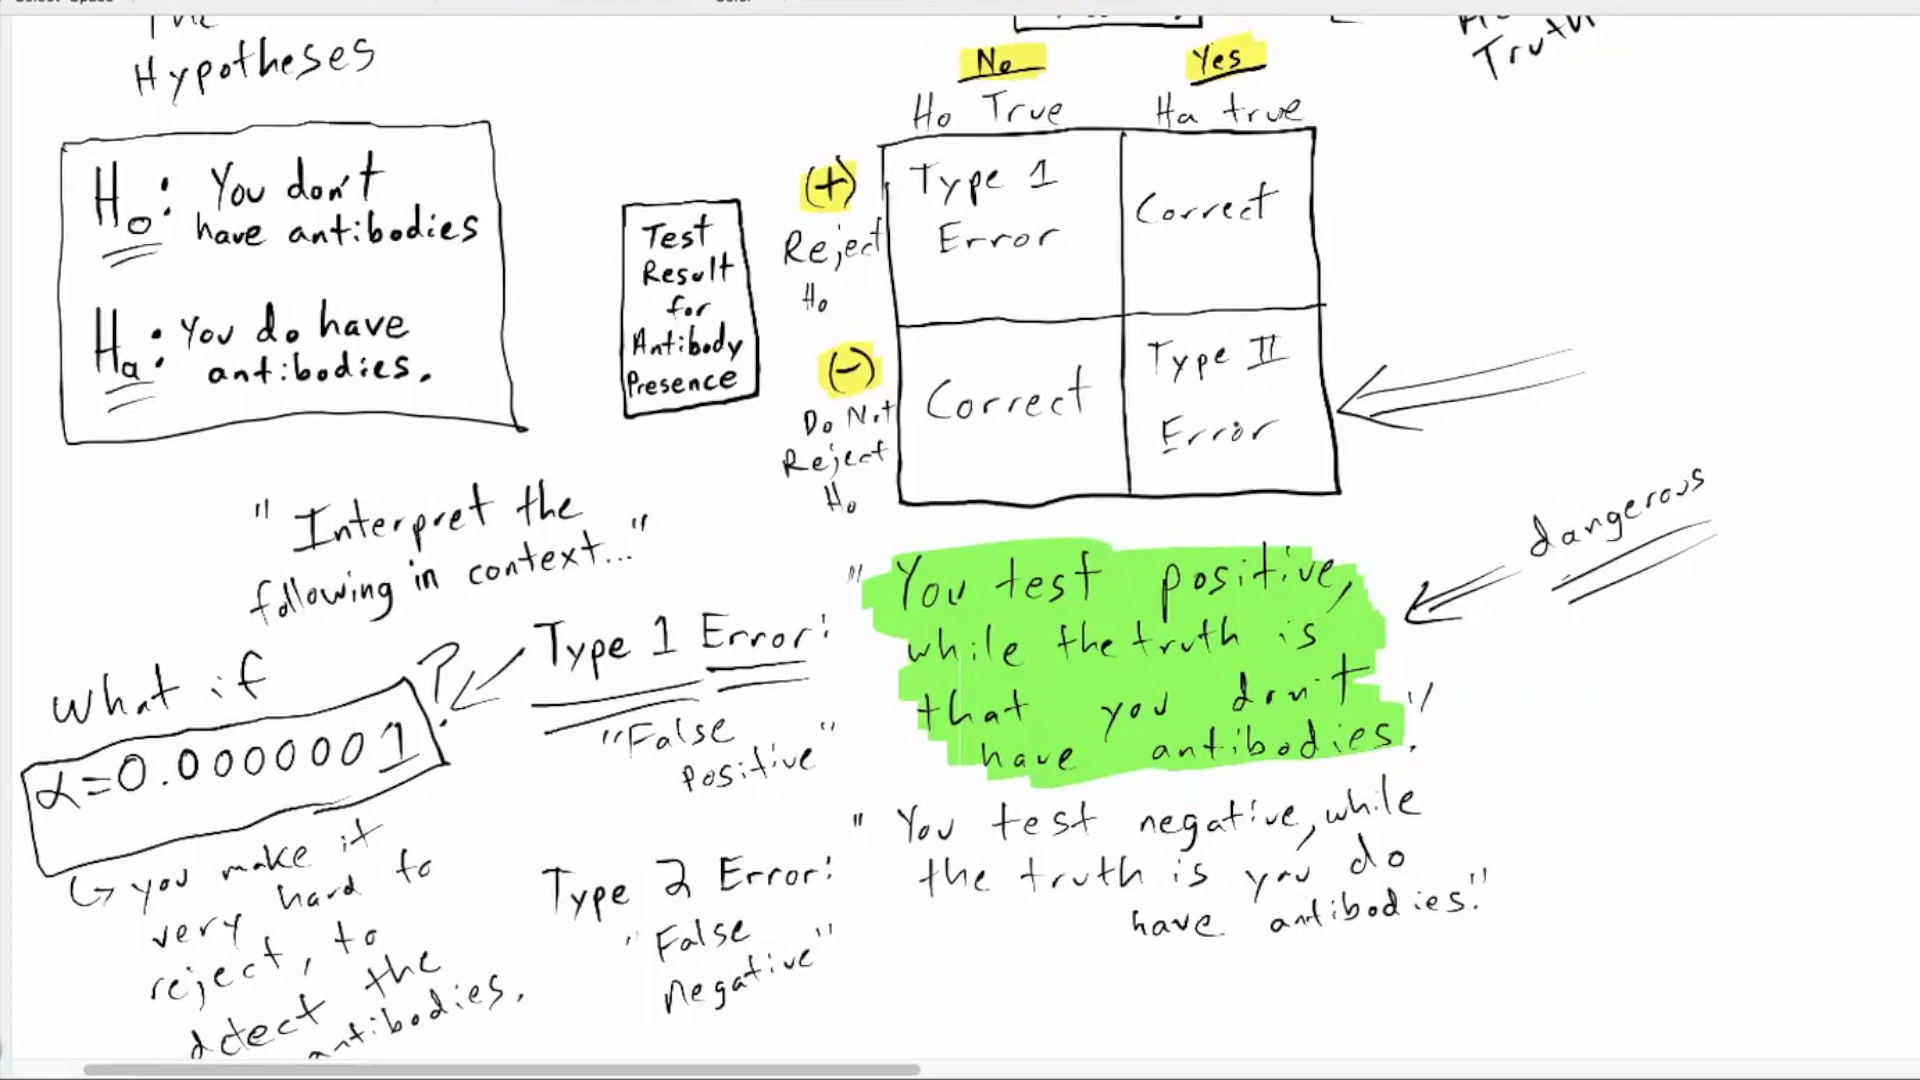 The
Hypotheses
Ho: You don't
have antibodies
Ha: You do have
antibodies.
Test
Result
for
Antibody
Presence
Truth
No Yes
Ho True Ha true
(+)
Reject
Ho
Type 1
Error
Correct
(-)
Do Not
Reject
Ho
Correct
Type II
Error
"Interpret the
following in context..."
Type 1 Error:
"False
positive"
"You test positive,
while the truth is
that you don't
have antibodies."
dangerous
What if
α=0.0000001
?
you make it
very hard to
reject, to
detect the
antibodies.
Type 2 Error:
"False
negative"
"You test negative, while
the truth is you do
have antibodies."